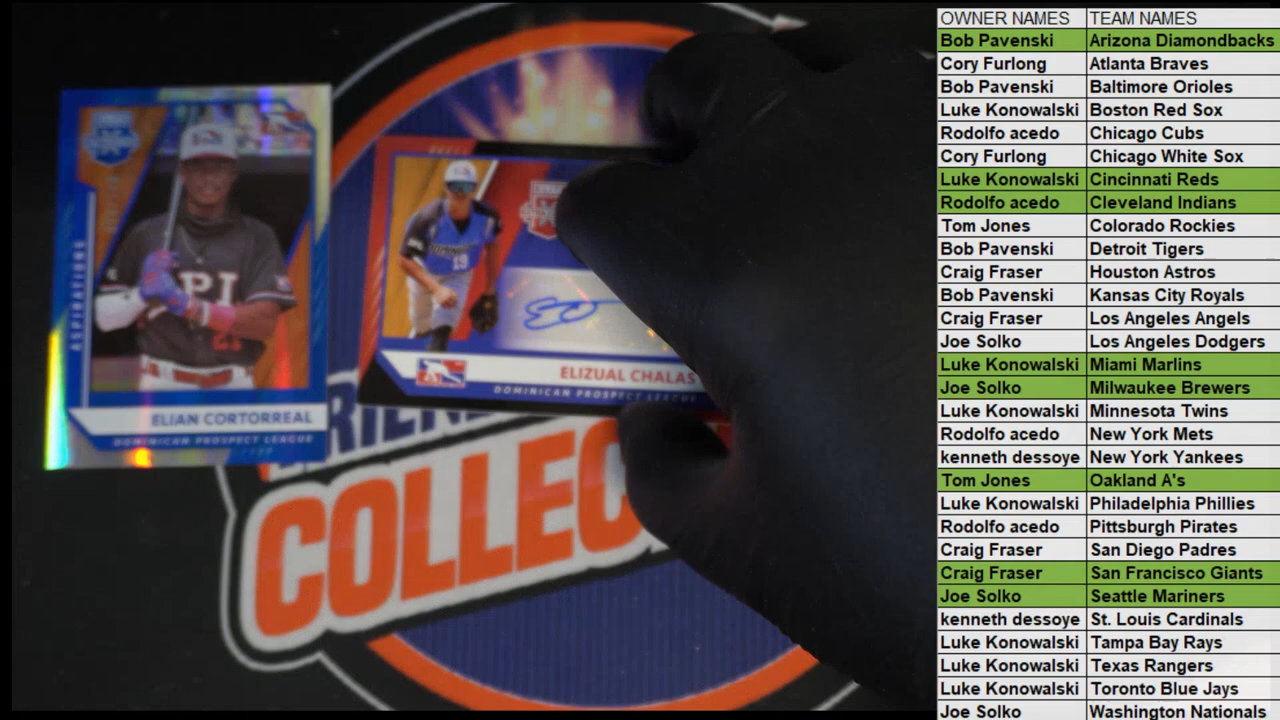 ASPIRATIONS
ELIAN CORTORREAL
DOMINICAN PROSPECT LEAGUE
19
ELIZUAL CHALAS
DOMINICAN PROSPECT LEAGUE
COLLEC
OWNER NAMES TEAM NAMES
Bob Pavenski Arizona Diamondbacks
Cory Furlong Atlanta Braves
Bob Pavenski Baltimore Orioles
Luke Konowalski Boston Red Sox
Rodolfo acedo Chicago Cubs
Cory Furlong Chicago White Sox
Luke Konowalski Cincinnati Reds
Rodolfo acedo Cleveland Indians
Tom Jones Colorado Rockies
Bob Pavenski Detroit Tigers
Craig Fraser Houston Astros
Bob Pavenski Kansas City Royals
Craig Fraser Los Angeles Angels
Joe Solko Los Angeles Dodgers
Luke Konowalski Miami Marlins
Joe Solko Milwaukee Brewers
Luke Konowalski Minnesota Twins
Rodolfo acedo New York Mets
kenneth dessoye New York Yankees
Tom Jones Oakland A's
Luke Konowalski Philadelphia Phillies
Rodolfo acedo Pittsburgh Pirates
Craig Fraser San Diego Padres
Craig Fraser San Francisco Giants
Joe Solko Seattle Mariners
kenneth dessoye St. Louis Cardinals
Luke Konowalski Tampa Bay Rays
Luke Konowalski Texas Rangers
Luke Konowalski Toronto Blue Jays
Joe Solko Washington Nationals